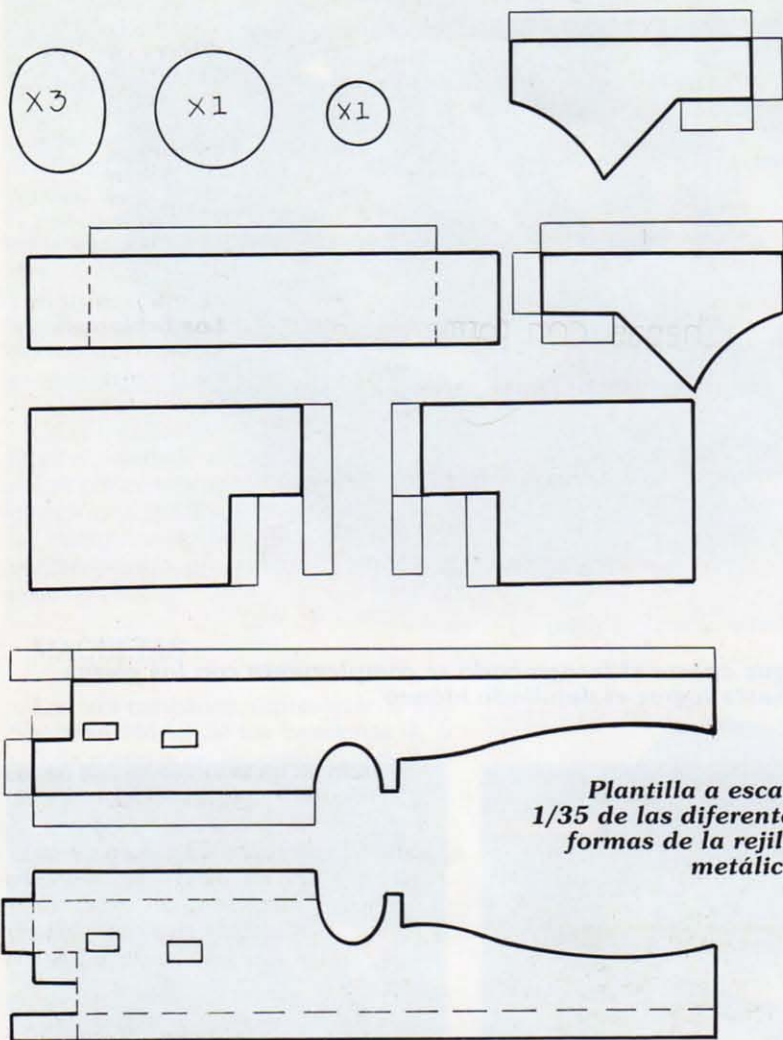 X3
X1
X1
Plantilla a esca
1/35 de las diferent
formas de la rejil
metálic